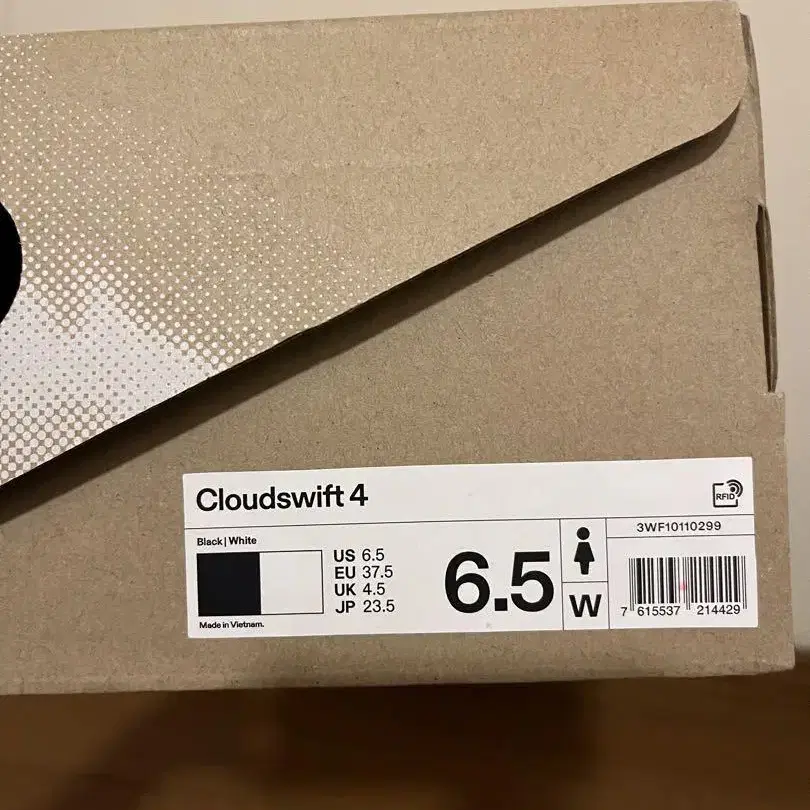 Cloudswift 4
RFID
Black | White
US 6.5
EU 37.5
UK 4.5
JP 23.5
Made in Vietnam.
6.5
W
3WF10110299
7 615537 214429